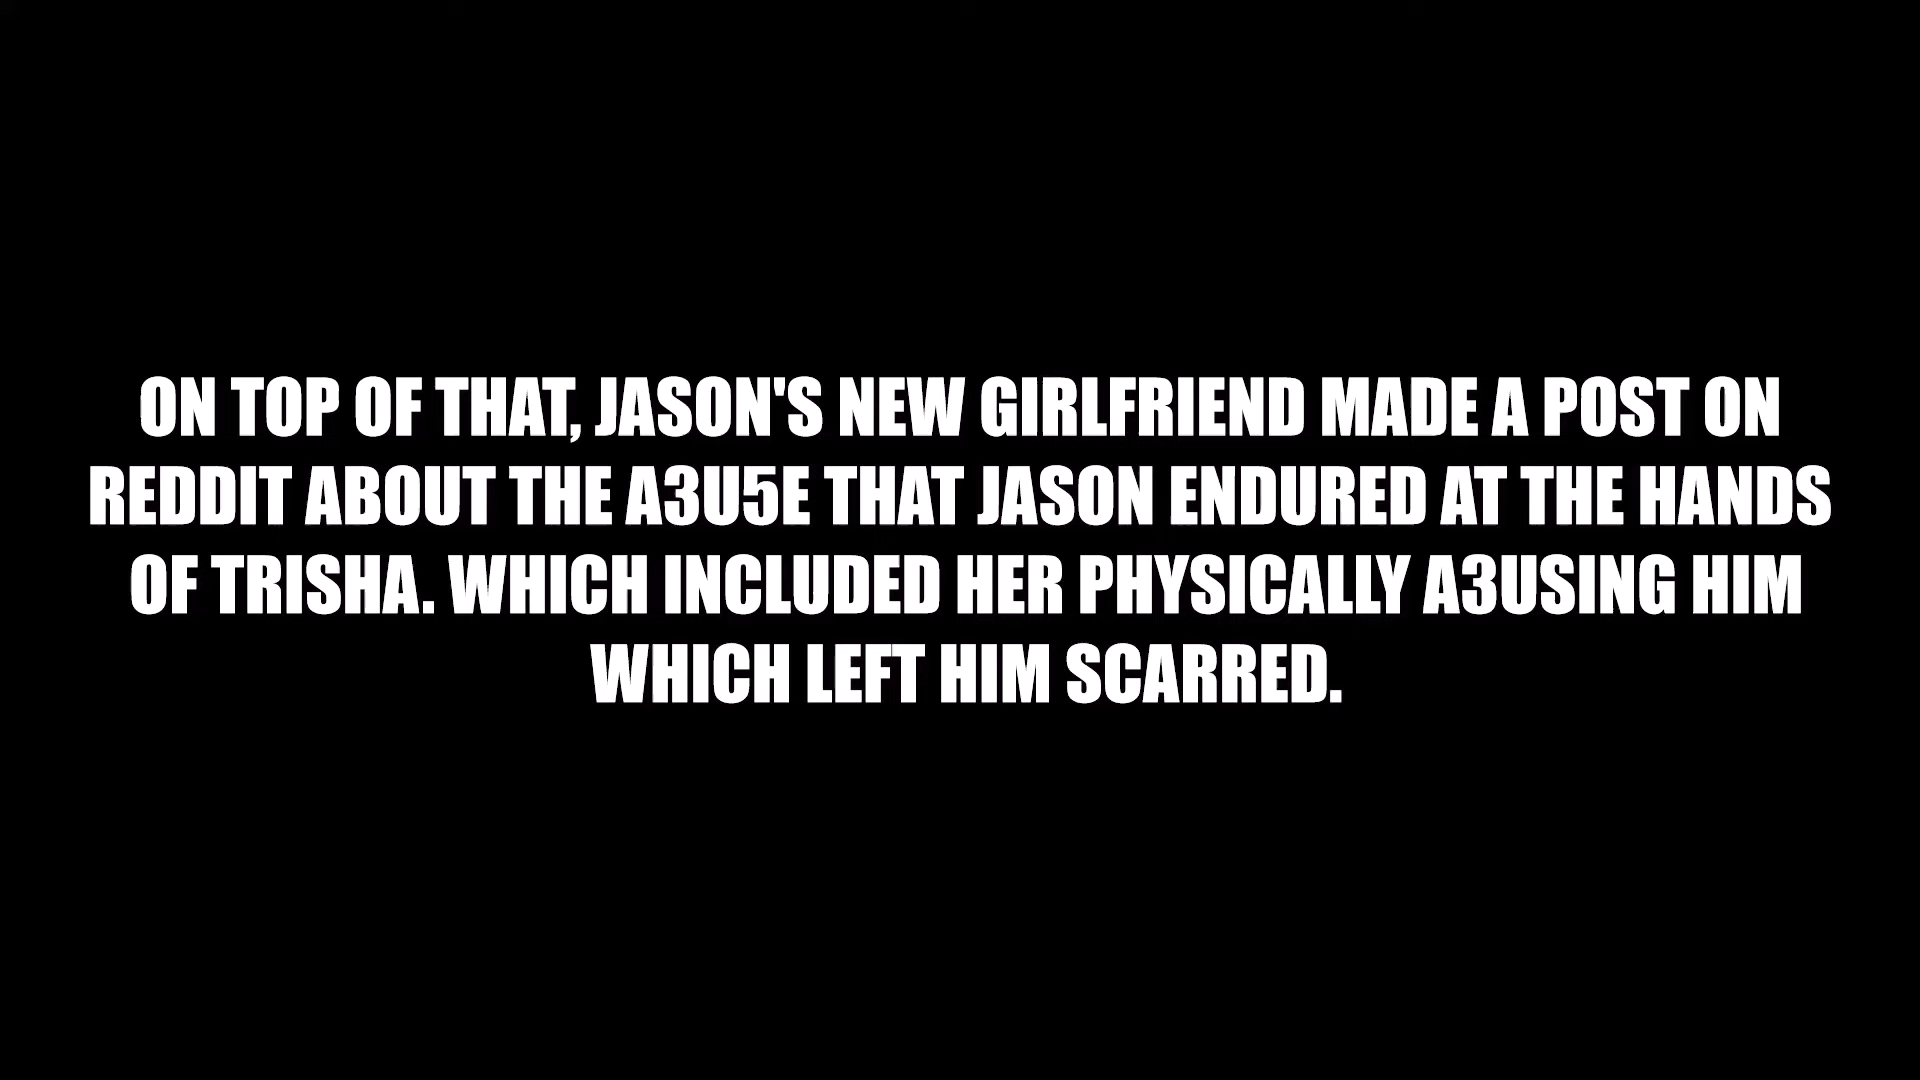 ON TOP OF THAT, JASON'S NEW GIRLFRIEND MADE A POST ON
REDDIT ABOUT THE A3U5E THAT JASON ENDURED AT THE HANDS
OF TRISHA. WHICH INCLUDED HER PHYSICALLY A3USING HIM
WHICH LEFT HIM SCARRED.